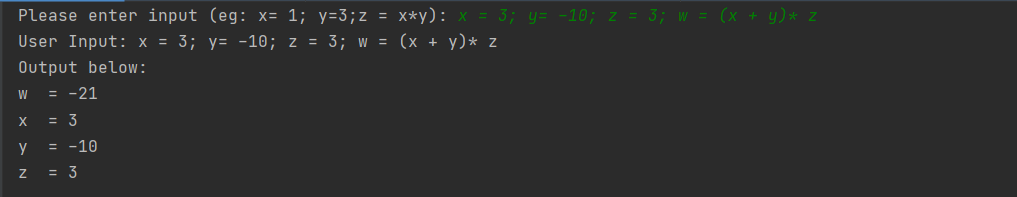 Please enter input (eg: x= 1; y=3;z = x*y): x = 3; y= -10; z = 3; w = (x + y)* z
User Input: x = 3; y= -10; z = 3; w = (x + y)* z
Output below:
w  = -21
x  = 3
y  = -10
z  = 3